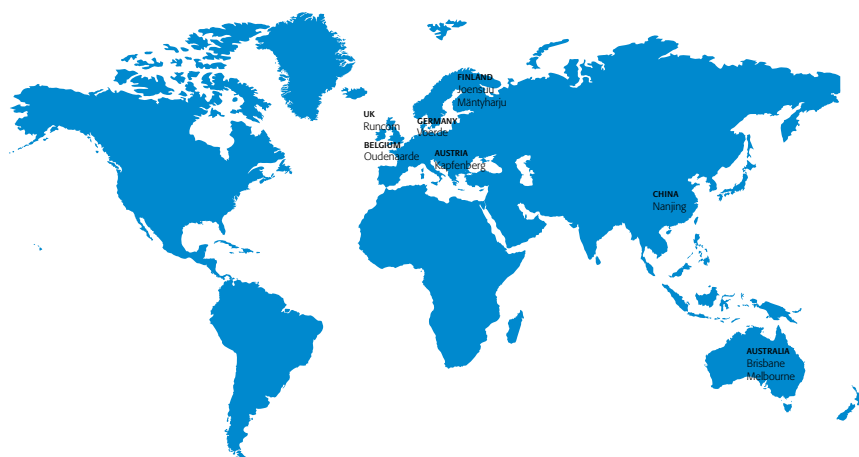 FINLAND
Joensuu
Mäntyharju
UK
Runcorn
GERMANY
Voerde
BELGIUM
Oudenaarde
AUSTRIA
Kapfenberg
CHINA
Nanjing
AUSTRALIA
Brisbane
Melbourne